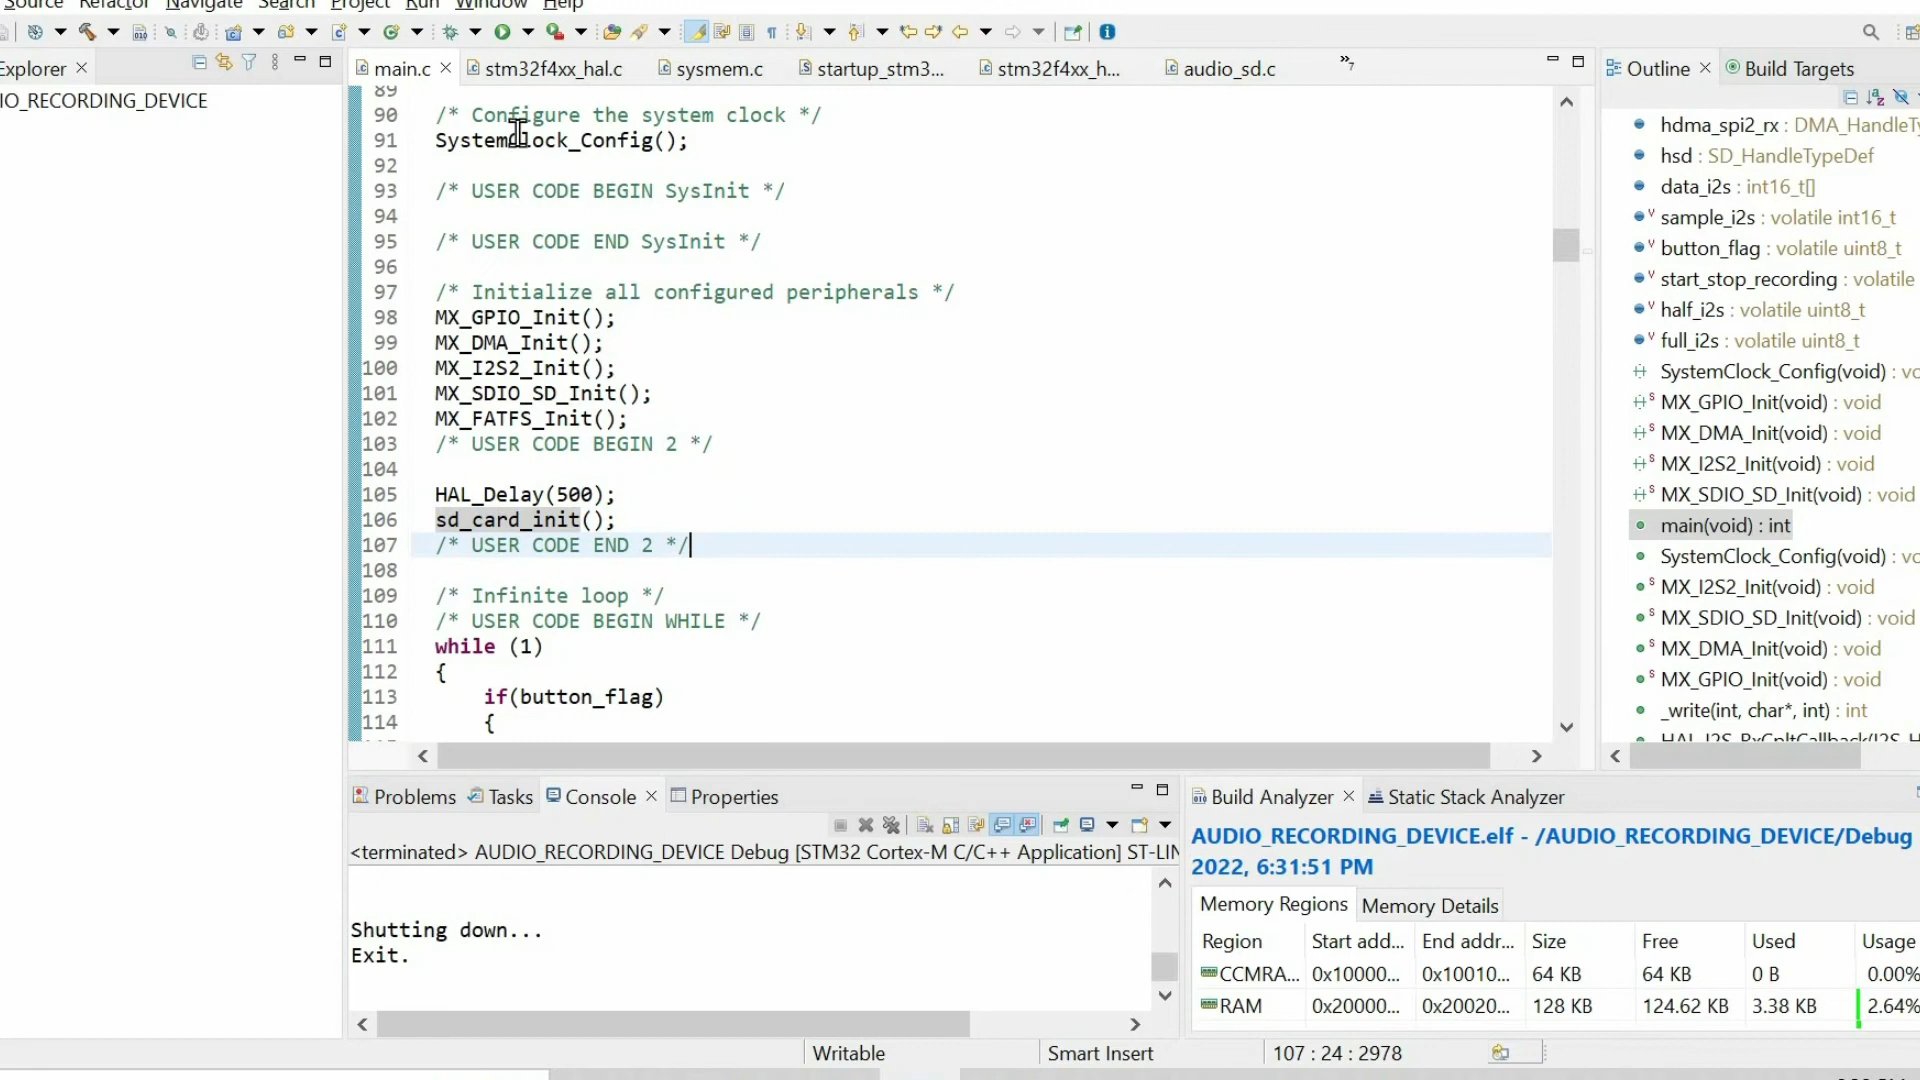 Source Refactor Navigate Search Project Run Window Help
Explorer
IO_RECORDING_DEVICE
main.c
stm32f4xx_hal.c
sysmem.c
startup_stm3...
stm32f4xx_h...
audio_sd.c
»7
89
90 /* Configure the system clock */
91 SystemClock_Config();
92
93 /* USER CODE BEGIN SysInit */
94
95 /* USER CODE END SysInit */
96
97 /* Initialize all configured peripherals */
98 MX_GPIO_Init();
99 MX_DMA_Init();
100 MX_I2S2_Init();
101 MX_SDIO_SD_Init();
102 MX_FATFS_Init();
103 /* USER CODE BEGIN 2 */
104
105 HAL_Delay(500);
106 sd_card_init();
107 /* USER CODE END 2 */
108
109 /* Infinite loop */
110 /* USER CODE BEGIN WHILE */
111 while (1)
112 {
113 if(button_flag)
114 {
Outline
Build Targets
hdma_spi2_rx : DMA_HandleTy
hsd : SD_HandleTypeDef
data_i2s : int16_t[]
sample_i2s : volatile int16_t
button_flag : volatile uint8_t
start_stop_recording : volatile
half_i2s : volatile uint8_t
full_i2s : volatile uint8_t
SystemClock_Config(void) : vo
MX_GPIO_Init(void) : void
MX_DMA_Init(void) : void
MX_I2S2_Init(void) : void
MX_SDIO_SD_Init(void) : void
main(void) : int
SystemClock_Config(void) : vo
MX_I2S2_Init(void) : void
MX_SDIO_SD_Init(void) : void
MX_DMA_Init(void) : void
MX_GPIO_Init(void) : void
_write(int, char*, int) : int
HAL_I2S_RxCpltCallback(I2S_H
Problems
Tasks
Console
Properties
<terminated> AUDIO_RECORDING_DEVICE Debug [STM32 Cortex-M C/C++ Application] ST-LIN
Shutting down...
Exit.
Build Analyzer
Static Stack Analyzer
AUDIO_RECORDING_DEVICE.elf - /AUDIO_RECORDING_DEVICE/Debug
2022, 6:31:51 PM
Memory Regions
Memory Details
Region Start add... End addr... Size Free Used Usage
CCMRA... 0x10000... 0x10010... 64 KB 64 KB 0 B 0.00%
RAM 0x20000... 0x20020... 128 KB 124.62 KB 3.38 KB 2.64%
Writable
Smart Insert
107 : 24 : 2978